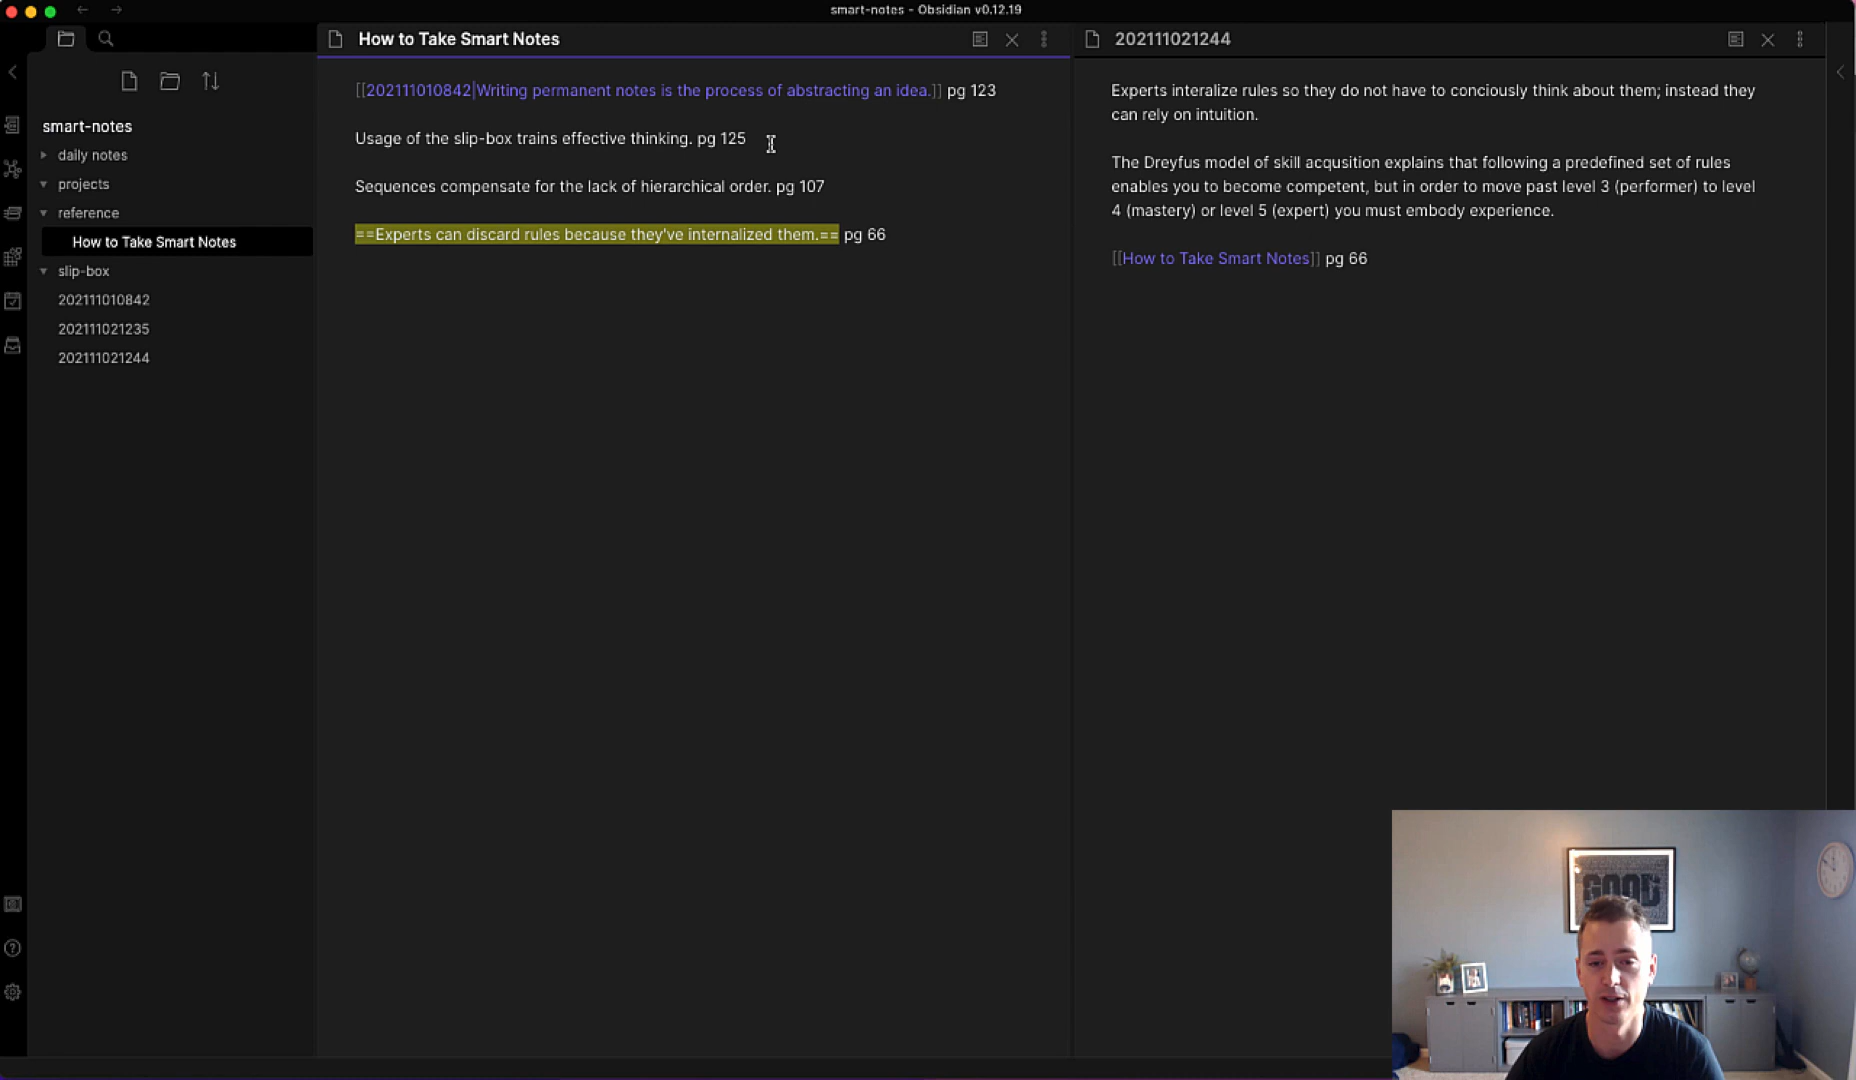 smart-notes - Obsidian v0.12.19
smart-notes
daily notes
projects
reference
How to Take Smart Notes
slip-box
202111010842
202111021235
202111021244
How to Take Smart Notes
[[202111010842|Writing permanent notes is the process of abstracting an idea.]] pg 123
Usage of the slip-box trains effective thinking. pg 125
Sequences compensate for the lack of hierarchical order. pg 107
==Experts can discard rules because they've internalized them.== pg 66
202111021244
Experts interalize rules so they do not have to conciously think about them; instead they
can rely on intuition.
The Dreyfus model of skill acqusition explains that following a predefined set of rules
enables you to become competent, but in order to move past level 3 (performer) to level
4 (mastery) or level 5 (expert) you must embody experience.
[[How to Take Smart Notes]] pg 66
GOOD